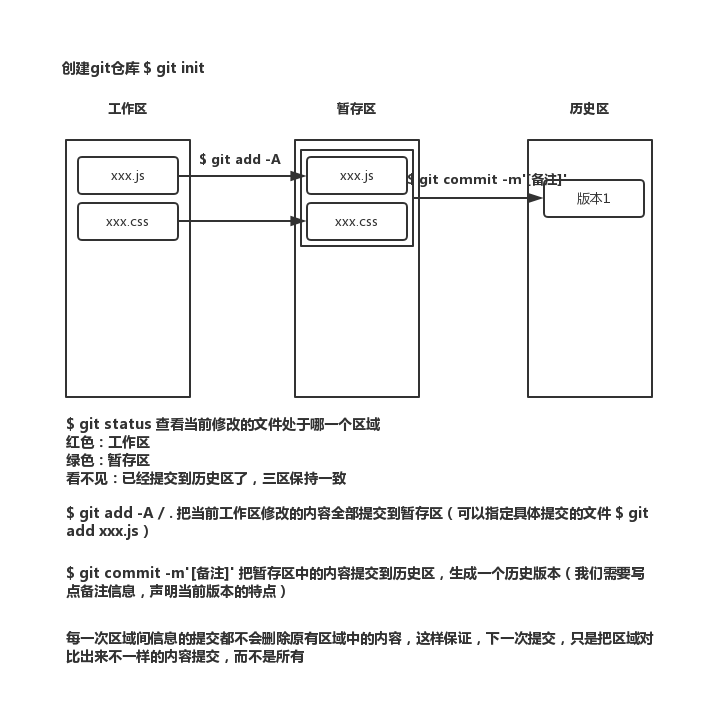 创建git仓库 $ git init
工作区
暂存区
历史区
$ git add -A
xxx.js
xxx.js
$ git commit -m'[备注]'
版本1
xxx.css
xxx.css
$ git status 查看当前修改的文件处于哪一个区域
红色：工作区
绿色：暂存区
看不见：已经提交到历史区了，三区保持一致
$ git add -A / . 把当前工作区修改的内容全部提交到暂存区（可以指定具体提交的文件 $ git
add xxx.js）
$ git commit -m'[备注]' 把暂存区中的内容提交到历史区，生成一个历史版本（我们需要写
点备注信息，声明当前版本的特点）
每一次区域间信息的提交都不会删除原有区域中的内容，这样保证，下一次提交，只是把区域对
比出来不一样的内容提交，而不是所有